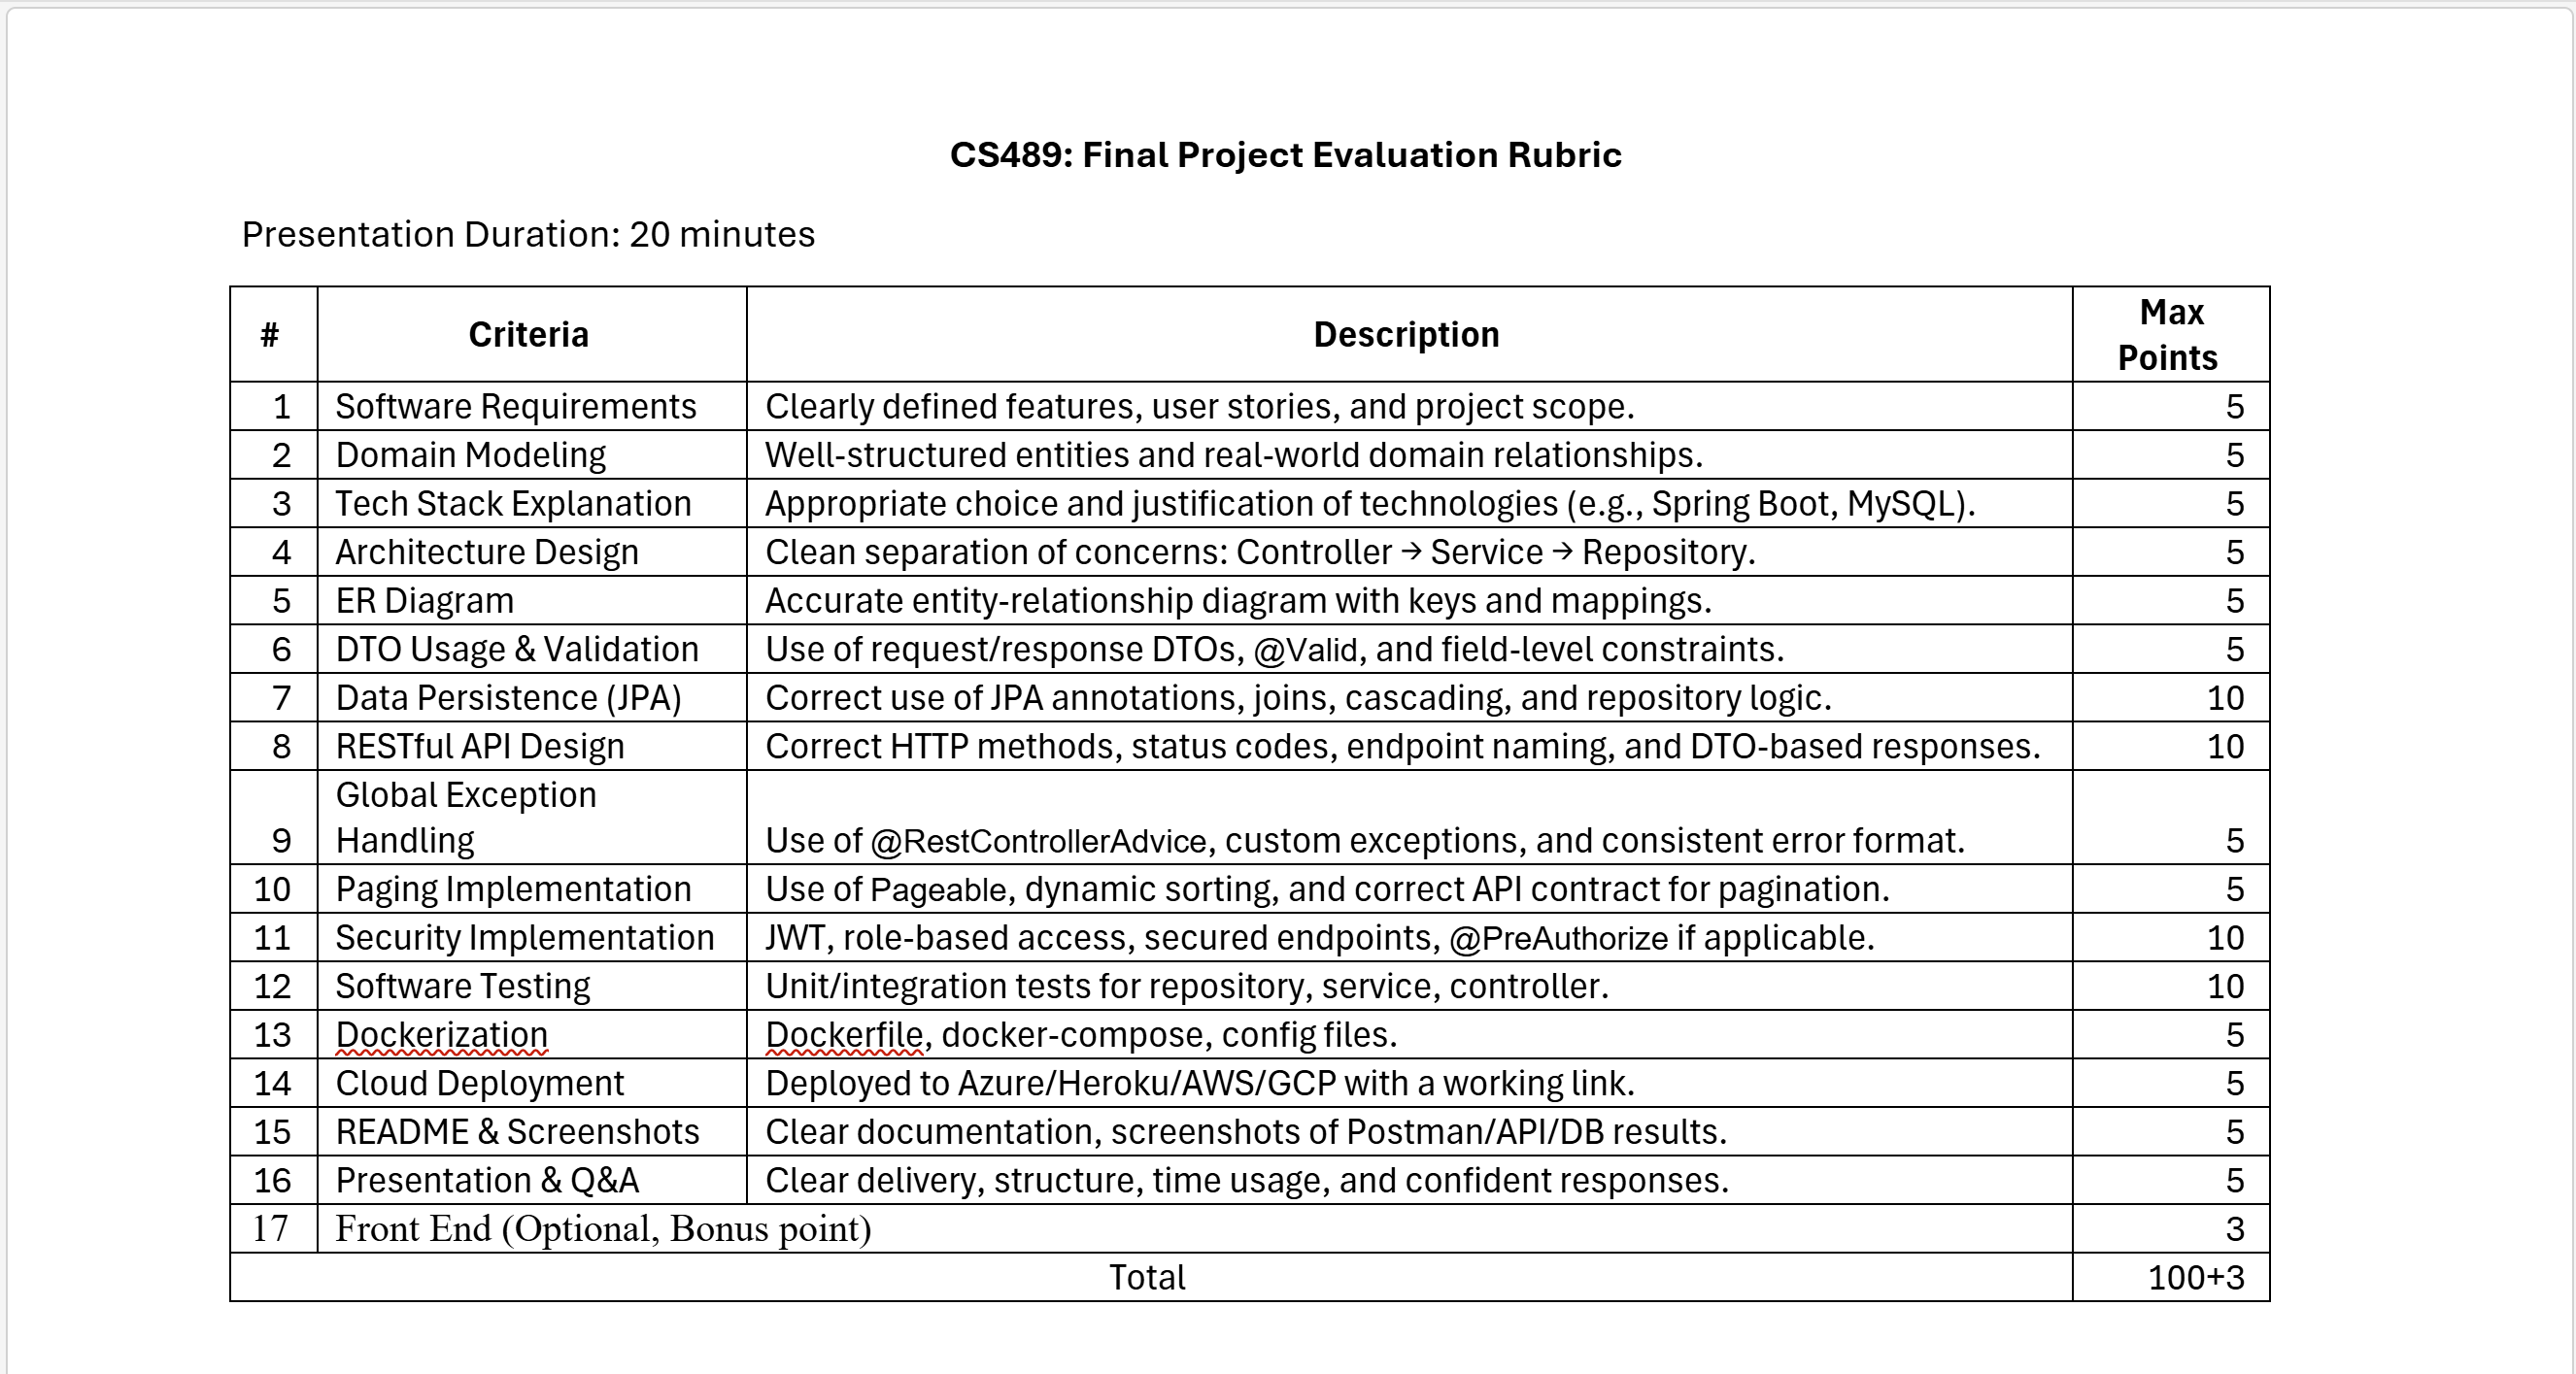 CS489: Final Project Evaluation Rubric
Presentation Duration: 20 minutes
# Criteria Description Max Points
1 Software Requirements Clearly defined features, user stories, and project scope. 5
2 Domain Modeling Well-structured entities and real-world domain relationships. 5
3 Tech Stack Explanation Appropriate choice and justification of technologies (e.g., Spring Boot, MySQL). 5
4 Architecture Design Clean separation of concerns: Controller → Service → Repository. 5
5 ER Diagram Accurate entity-relationship diagram with keys and mappings. 5
6 DTO Usage & Validation Use of request/response DTOs, @Valid, and field-level constraints. 5
7 Data Persistence (JPA) Correct use of JPA annotations, joins, cascading, and repository logic. 10
8 RESTful API Design Correct HTTP methods, status codes, endpoint naming, and DTO-based responses. 10
9 Global Exception Handling Use of @RestControllerAdvice, custom exceptions, and consistent error format. 5
10 Paging Implementation Use of Pageable, dynamic sorting, and correct API contract for pagination. 5
11 Security Implementation JWT, role-based access, secured endpoints, @PreAuthorize if applicable. 10
12 Software Testing Unit/integration tests for repository, service, controller. 10
13 Dockerization Dockerfile, docker-compose, config files. 5
14 Cloud Deployment Deployed to Azure/Heroku/AWS/GCP with a working link. 5
15 README & Screenshots Clear documentation, screenshots of Postman/API/DB results. 5
16 Presentation & Q&A Clear delivery, structure, time usage, and confident responses. 5
17 Front End (Optional, Bonus point) 3
Total 100+3